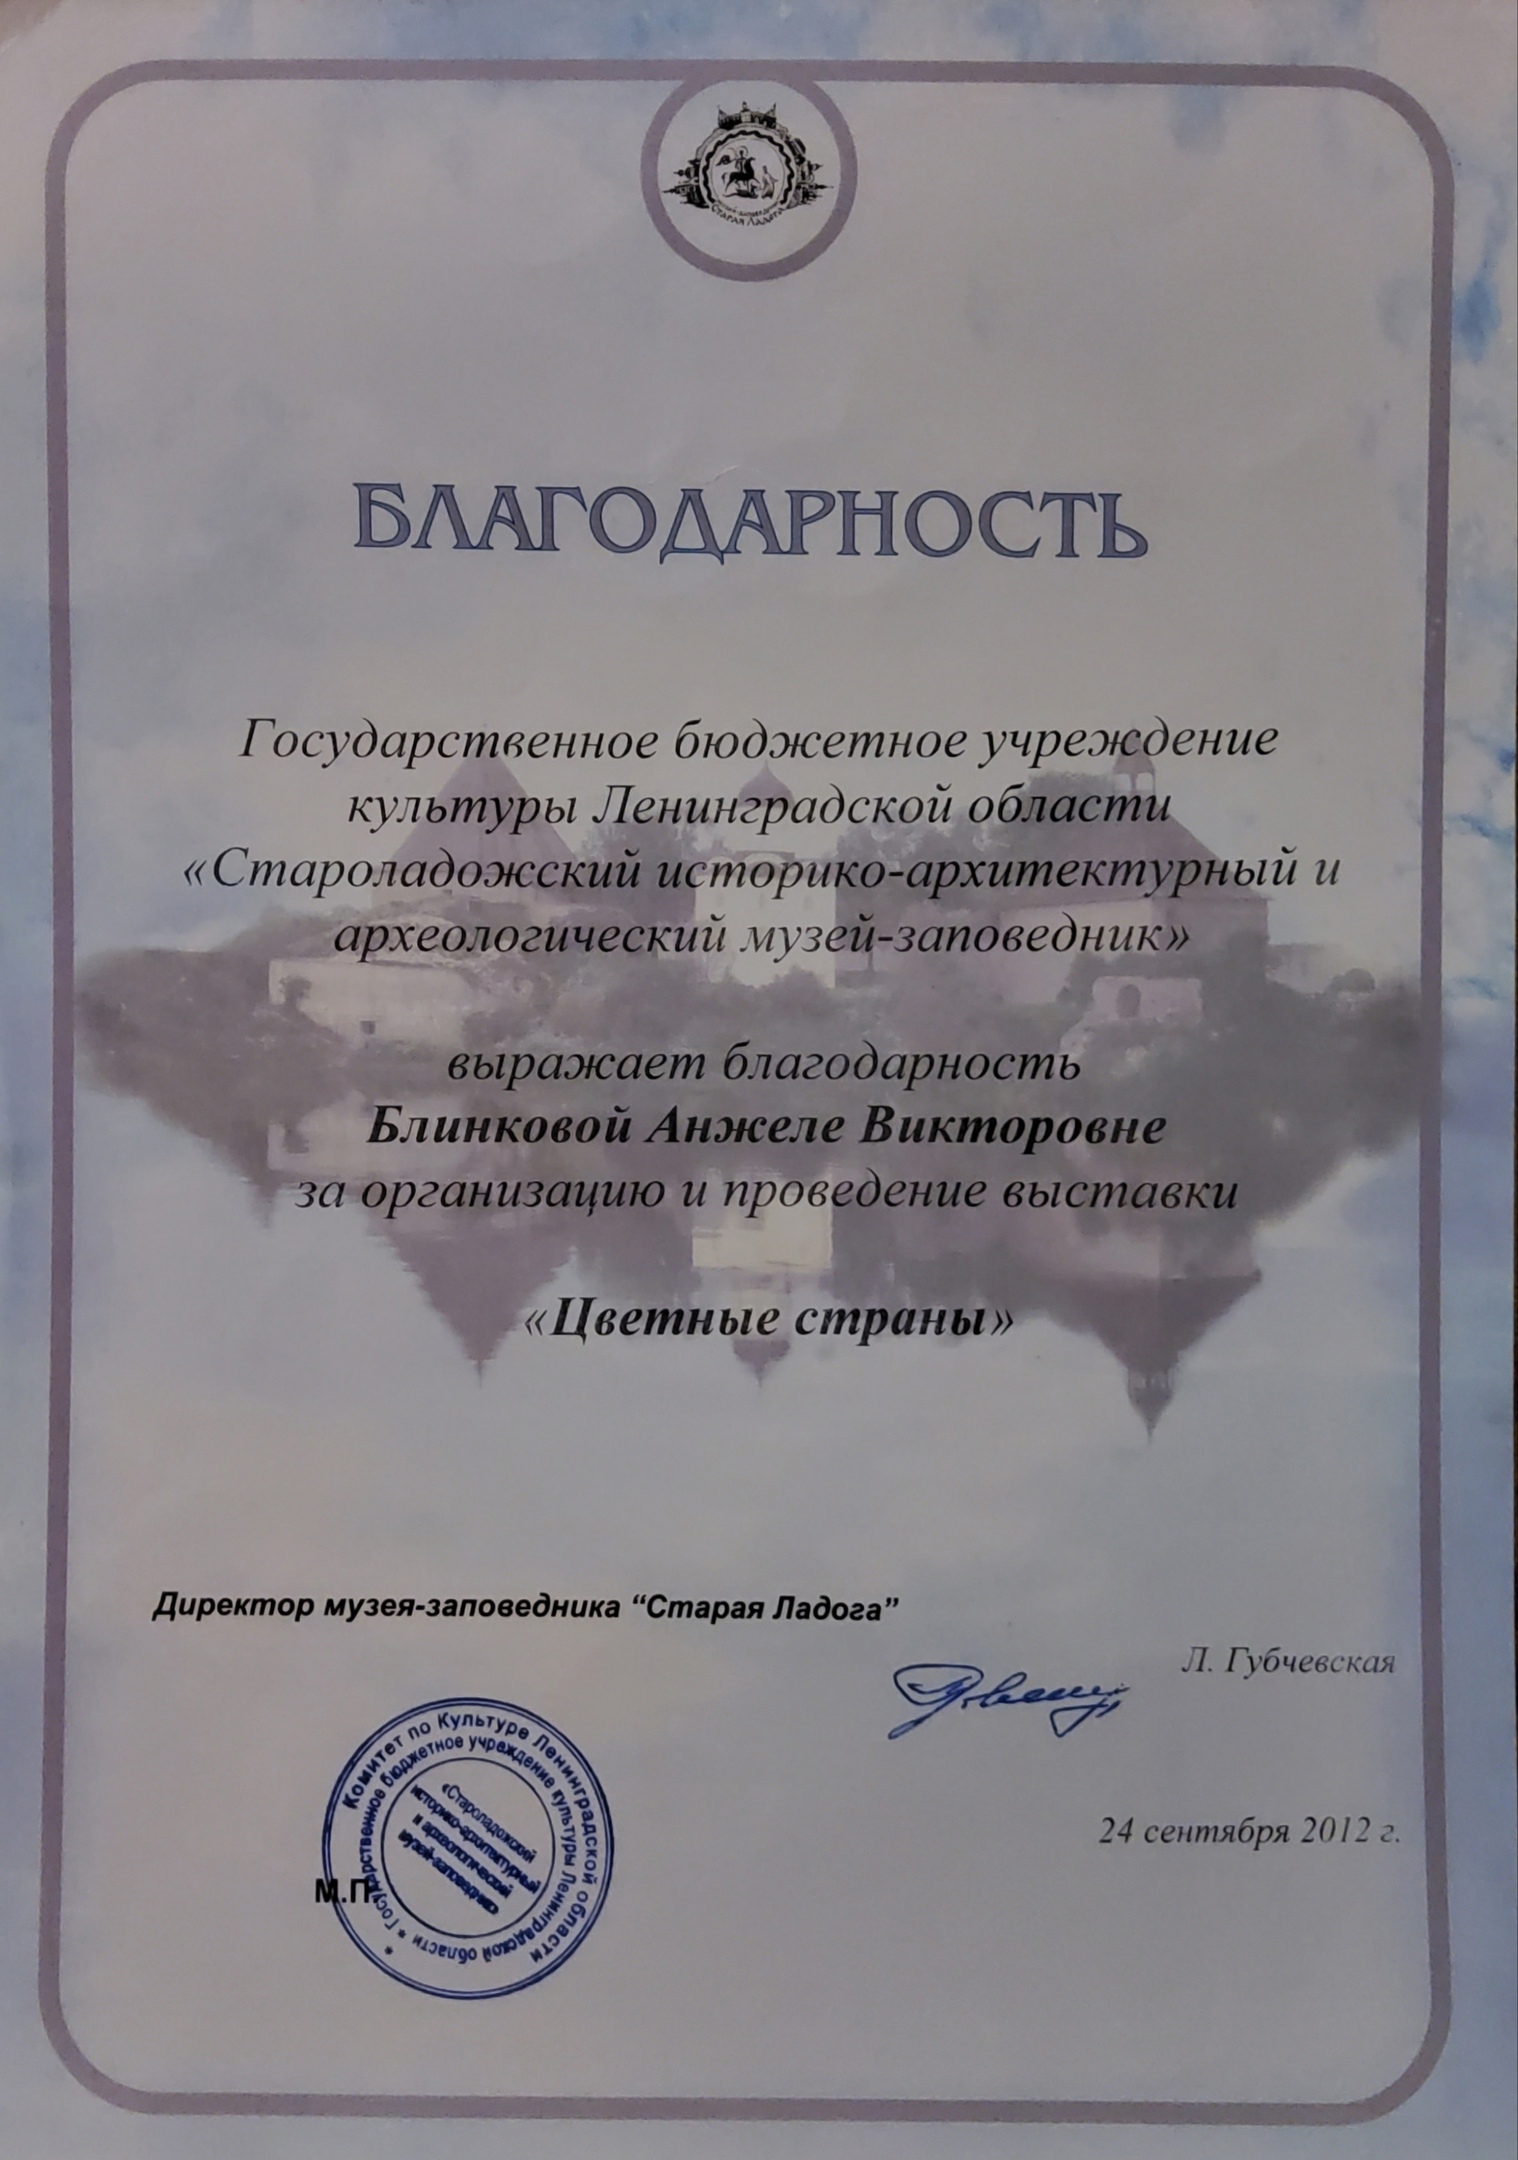 Старая Ладога
БЛАГОДАРНОСТЬ
Государственное бюджетное учреждение
культуры Ленинградской области
«Староладожский историко-архитектурный и
археологический музей-заповедник»
выражает благодарность
Блинковой Анжеле Викторовне
за организацию и проведение выставки
«Цветные страны»
Директор музея-заповедника “Старая Ладога”
Л. Губчевская
24 сентября 2012 г.
М.П.
* Комитет по Культуре Ленинградской области
* Государственное бюджетное учреждение культуры Ленинградской области
«Староладожский
историко-архитектурный
и археологический
музей-заповедник»